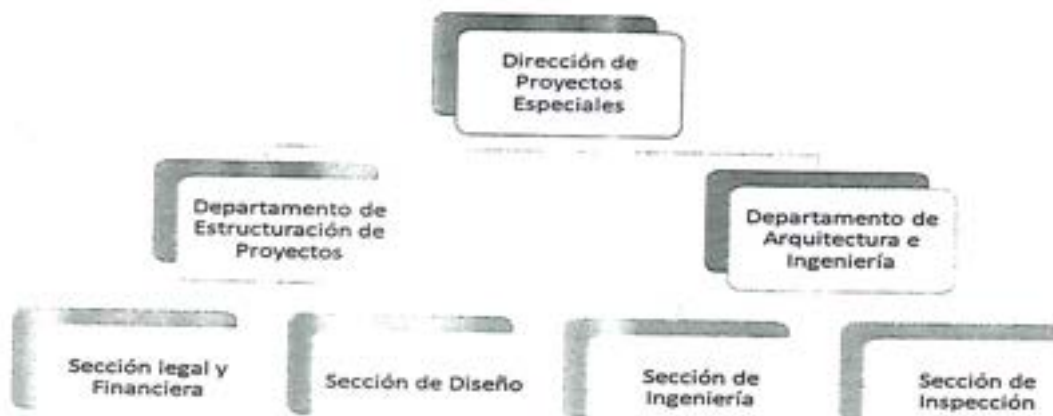 Dirección de
Proyectos
Especiales
Departamento de
Estructuración de
Proyectos
Departamento de
Arquitectura e
Ingeniería
Sección legal y
Financiera
Sección de Diseño
Sección de
Ingeniería
Sección de
Inspección